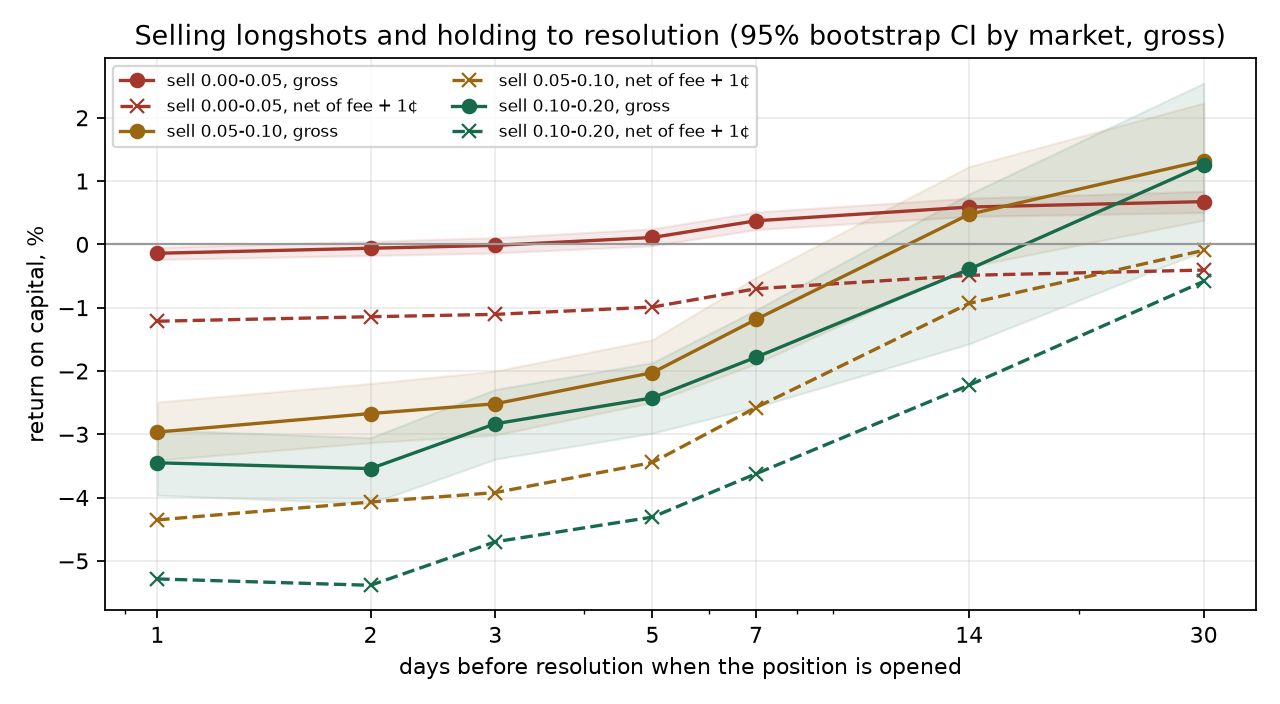 Selling longshots and holding to resolution (95% bootstrap CI by market, gross)
sell 0.00-0.05, gross
sell 0.00-0.05, net of fee + 1¢
sell 0.05-0.10, gross
sell 0.05-0.10, net of fee + 1¢
sell 0.10-0.20, gross
sell 0.10-0.20, net of fee + 1¢
return on capital, %
2
1
0
−1
−2
−3
−4
−5
1 2 3 5 7 14 30
days before resolution when the position is opened